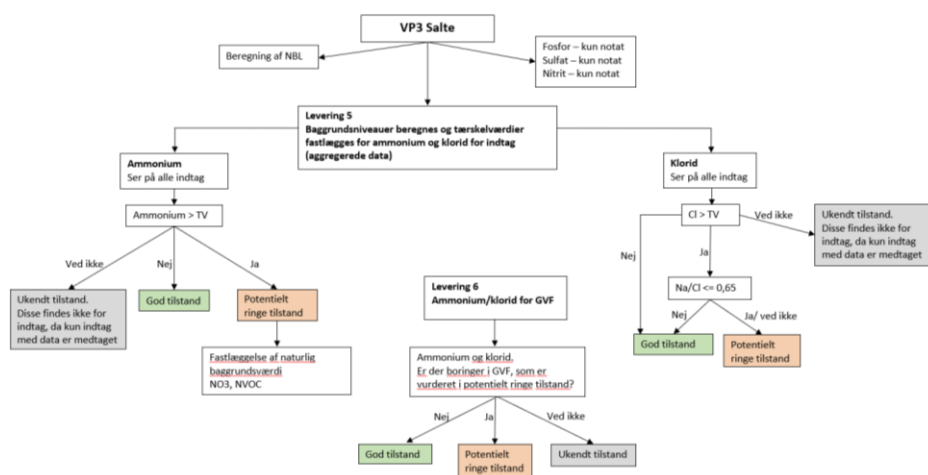 VP3 Salte
Beregning af NBL
Fosfor – kun notat
Sulfat – kun notat
Nitrit – kun notat
Levering 5
Baggrundsniveauer beregnes og tærskelværdier
fastlægges for ammonium og klorid for indtag
(aggregerede data)
Ammonium
Ser på alle indtag
Ammonium > TV
Ved ikke
Nej
Ja
Ukendt tilstand.
Disse findes ikke for
indtag, da kun indtag
med data er medtaget
God tilstand
Potentielt
ringe tilstand
Fastlæggelse af naturlig
baggrundsværdi
NO3, NVOC
Levering 6
Ammonium/klorid for GVF
Ammonium og klorid.
Er der boringer i GVF, som er
vurderet i potentielt ringe tilstand?
Nej
Ja
Ved ikke
God tilstand
Potentielt
ringe tilstand
Ukendt tilstand
Klorid
Ser på alle indtag
Cl > TV
Ved ikke
Ukendt tilstand.
Disse findes ikke for
indtag, da kun indtag
med data er medtaget
Nej
Ja
Na/Cl <= 0,65
Nej
Ja/ ved ikke
God tilstand
Potentielt
ringe tilstand